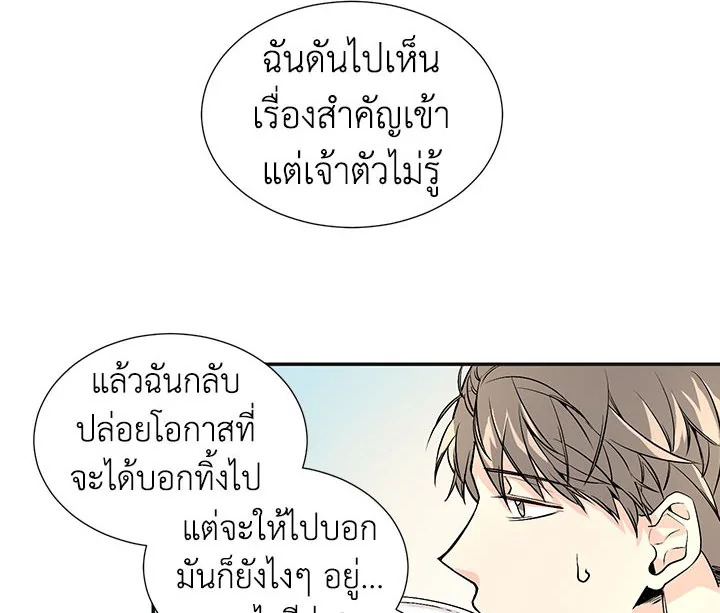 ฉันดันไปเห็น
เรื่องสำคัญเข้า
แต่เจ้าตัวไม่รู้
แล้วฉันกลับ
ปล่อยโอกาสที่
จะได้บอกทิ้งไป
แต่จะให้ไปบอก
มันก็ยังไงๆ อยู่...